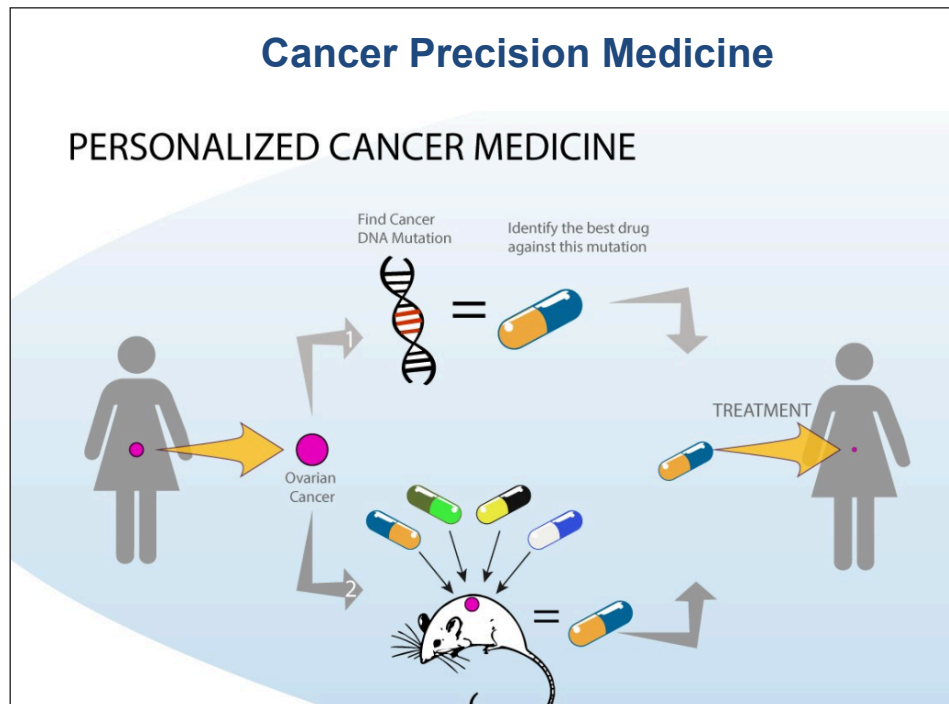 Cancer Precision Medicine
PERSONALIZED CANCER MEDICINE
Find Cancer
DNA Mutation
Identify the best drug
against this mutation
1
TREATMENT
Ovarian
Cancer
2